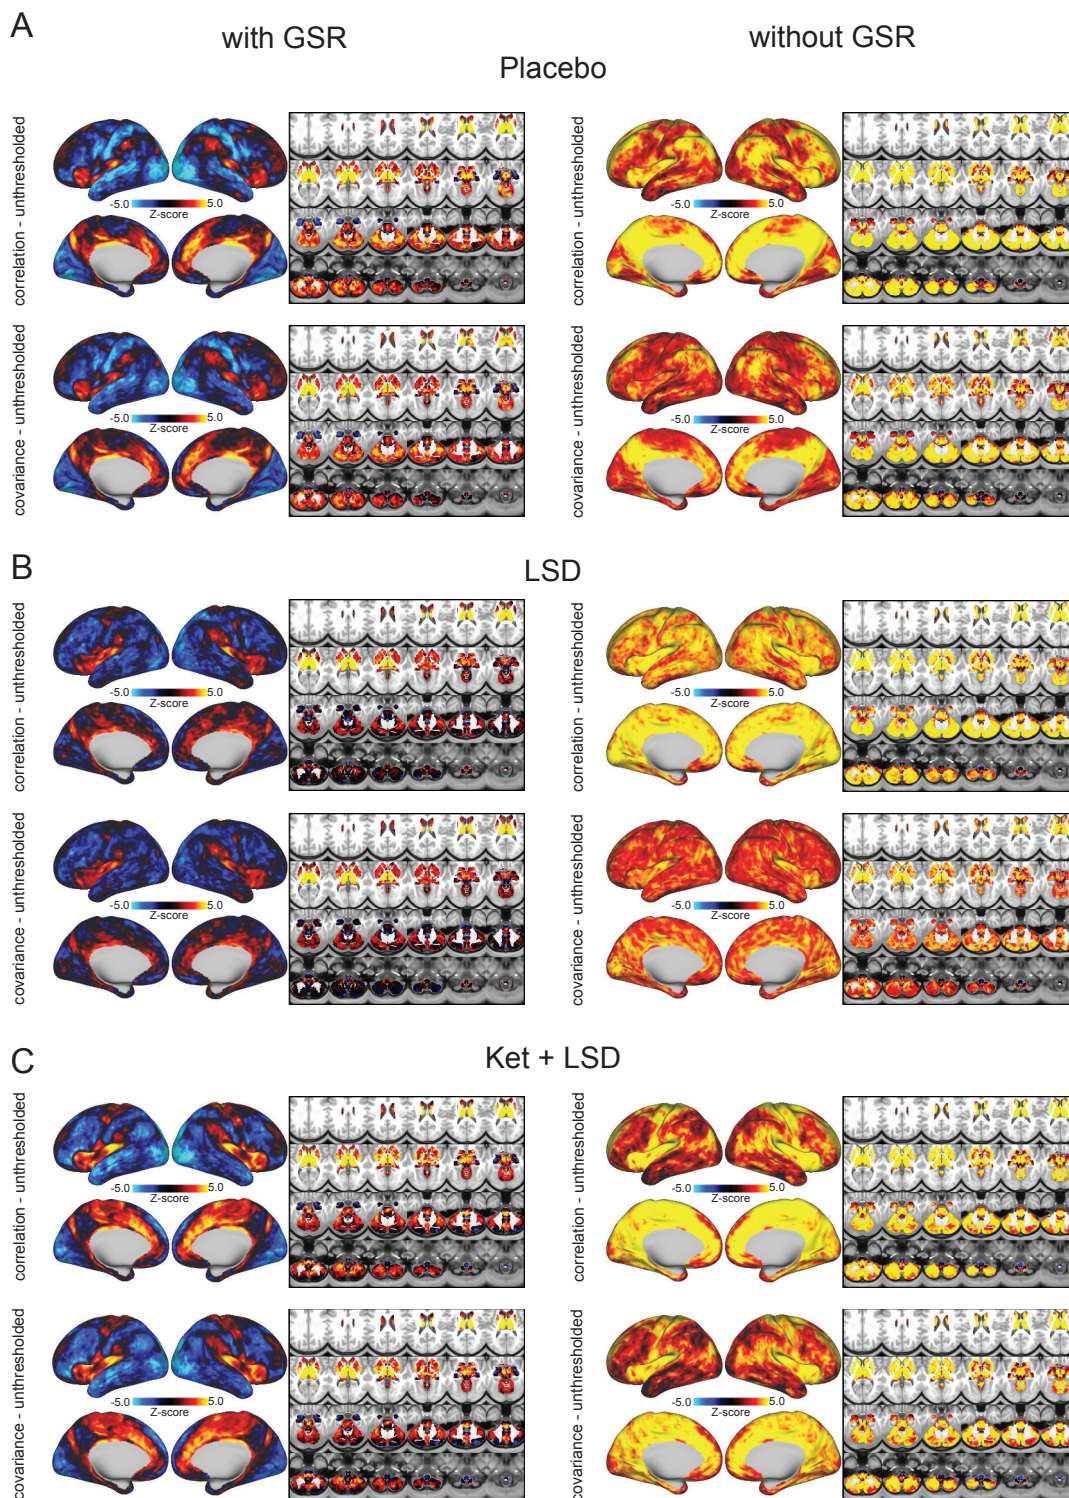 A
with GSR
without GSR
Placebo
correlation - unthresholded
-5.0 5.0
Z-score
correlation - unthresholded
-5.0 5.0
Z-score
covariance - unthresholded
-5.0 5.0
Z-score
covariance - unthresholded
-5.0 5.0
Z-score
B
LSD
correlation - unthresholded
-5.0 5.0
Z-score
correlation - unthresholded
-5.0 5.0
Z-score
covariance - unthresholded
-5.0 5.0
Z-score
covariance - unthresholded
-5.0 5.0
Z-score
C
Ket + LSD
correlation - unthresholded
-5.0 5.0
Z-score
correlation - unthresholded
-5.0 5.0
Z-score
covariance - unthresholded
-5.0 5.0
Z-score
covariance - unthresholded
-5.0 5.0
Z-score